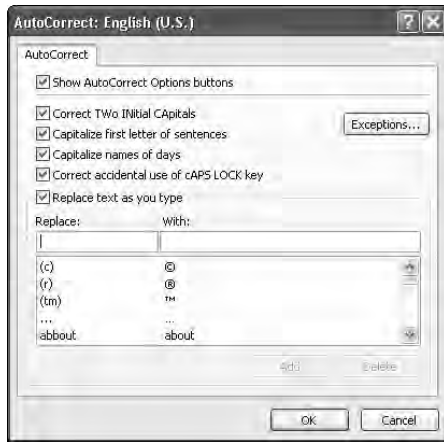 AutoCorrect: English (U.S.)
AutoCorrect
Show AutoCorrect Options buttons
Correct TWo INitial CApitals
Exceptions...
Capitalize first letter of sentences
Capitalize names of days
Correct accidental use of cAPS LOCK key
Replace text as you type
Replace: With:
(c) ©
(r) ®
(tm) ™
... ...
abbout about
Add Delete
OK Cancel